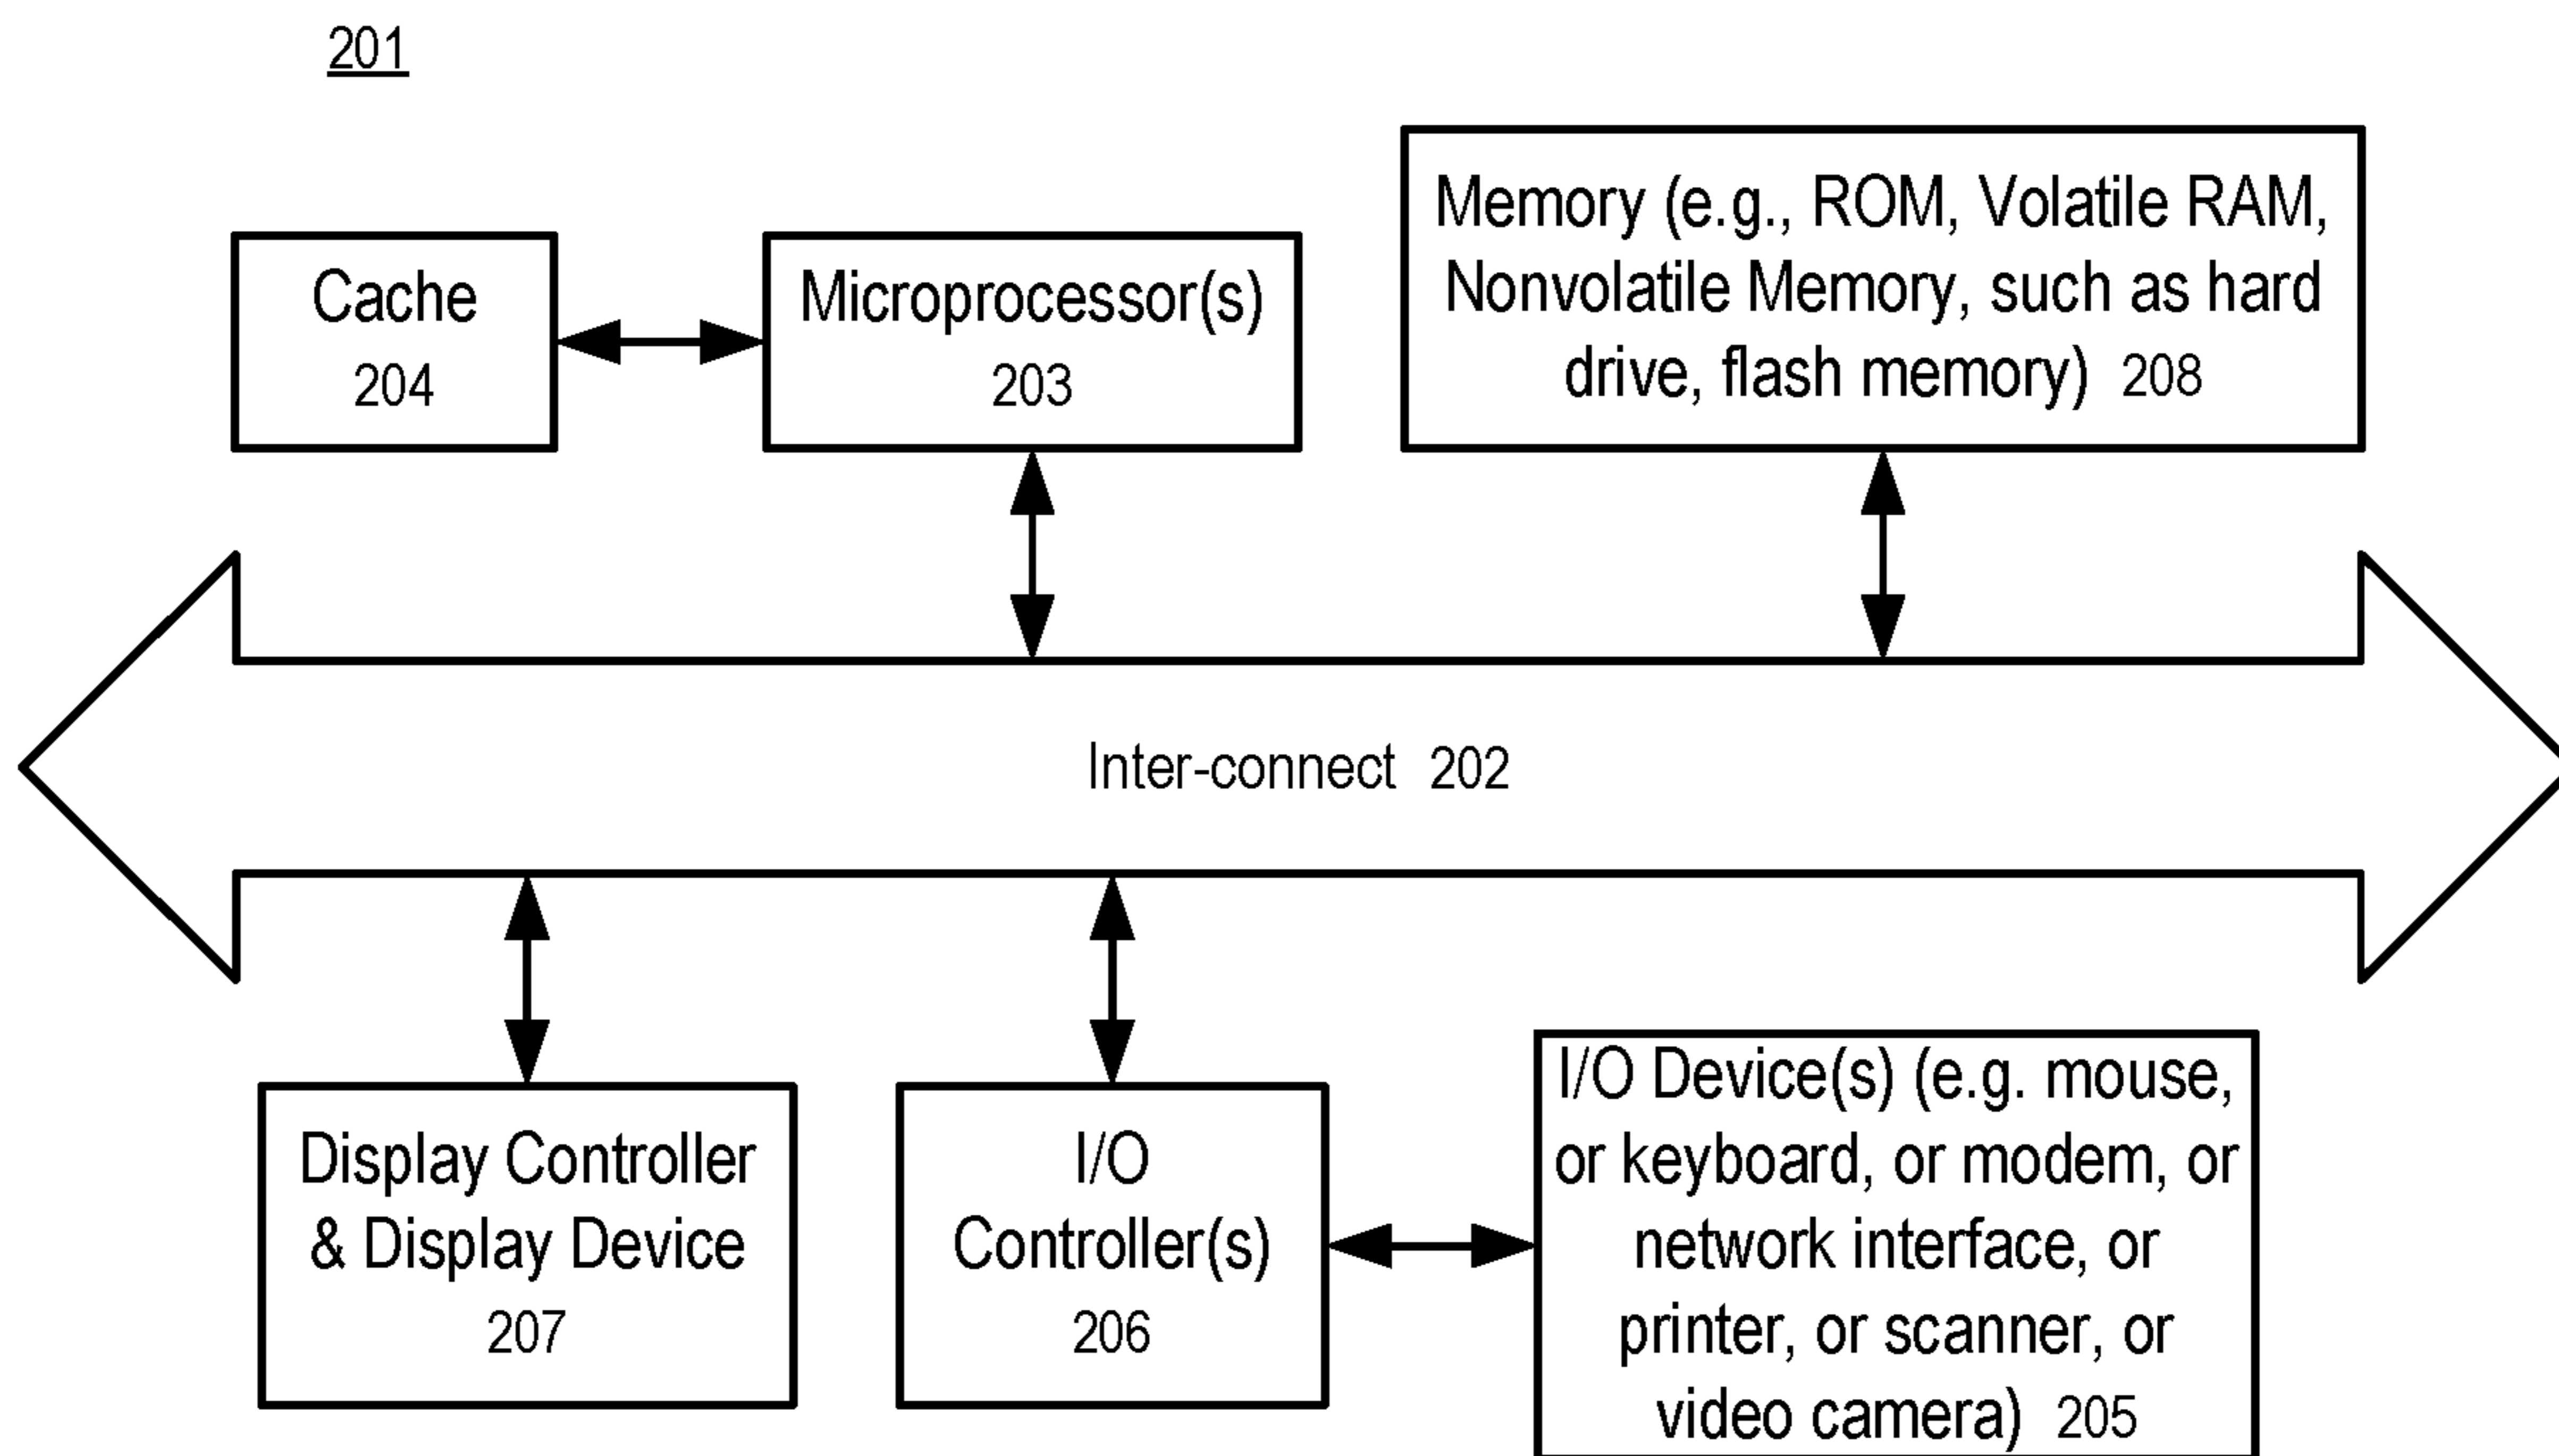 201
Cache
204
Microprocessor(s)
203
Memory (e.g., ROM, Volatile RAM,
Nonvolatile Memory, such as hard
drive, flash memory) 208
Inter-connect 202
Display Controller
& Display Device
207
I/O
Controller(s)
206
I/O Device(s) (e.g. mouse,
or keyboard, or modem, or
network interface, or
printer, or scanner, or
video camera) 205